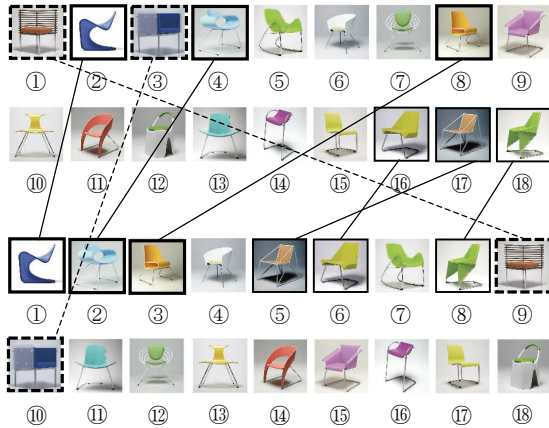 ① ② ③ ④ ⑤ ⑥ ⑦ ⑧ ⑨
⑩ ⑪ ⑫ ⑬ ⑭ ⑮ ⑯ ⑰ ⑱
① ② ③ ④ ⑤ ⑥ ⑦ ⑧ ⑨
⑩ ⑪ ⑫ ⑬ ⑭ ⑮ ⑯ ⑰ ⑱